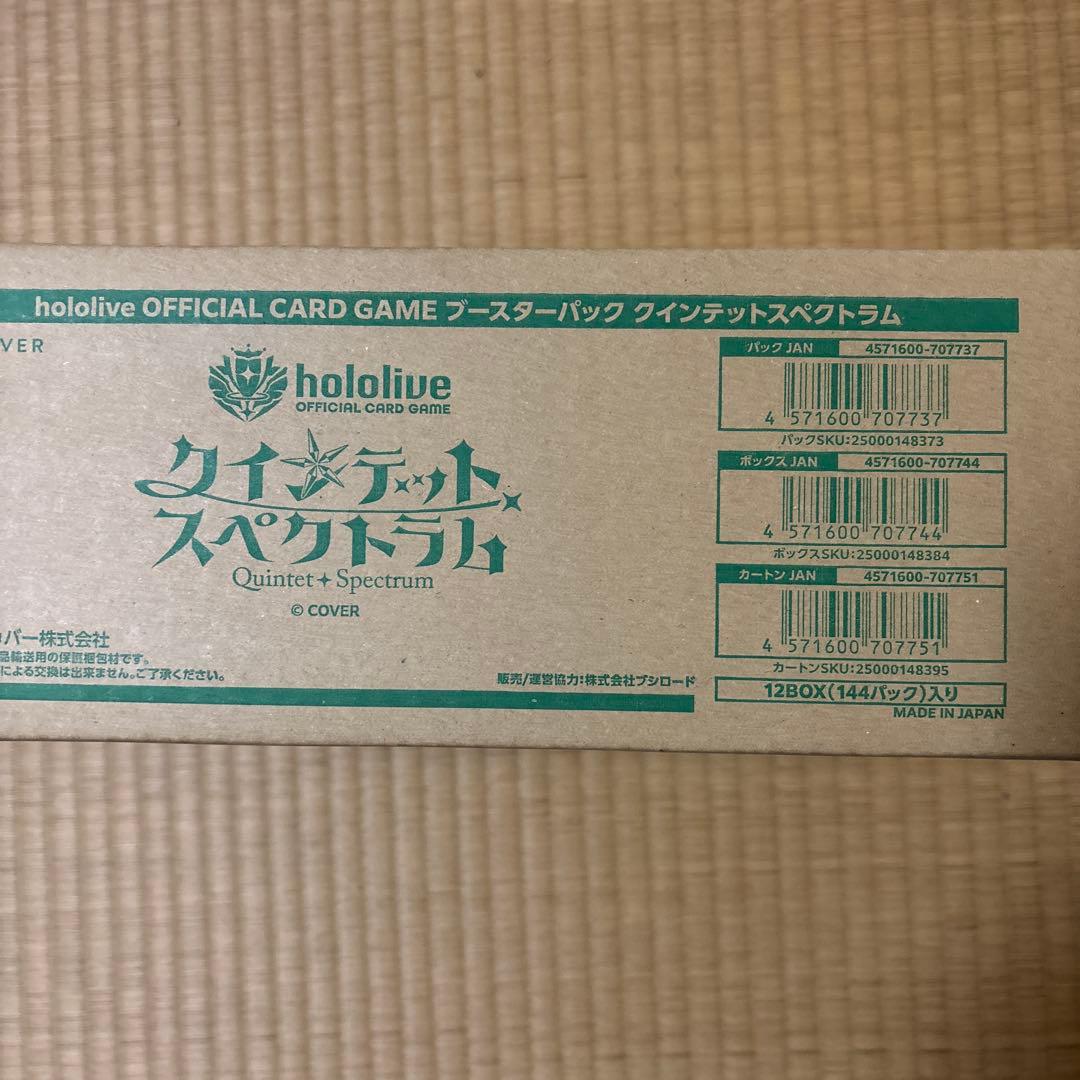 hololive OFFICIAL CARD GAME ブースターパック クインテットスペクトラム
VER
hololive
OFFICIAL CARD GAME
クインテット
スペクトラム
Quintet Spectrum
© COVER
バー株式会社
品輸送用の保護梱包材です。
による交換は出来ません。ご了承ください。
販売/運営協力:株式会社ブシロード
パック JAN 4571600-707737
4 571600 707737
パックSKU:25000148373
ボックス JAN 4571600-707744
4 571600 707744
ボックスSKU:25000148384
カートン JAN 4571600-707751
4 571600 707751
カートンSKU:25000148395
12BOX(144パック)入り
MADE IN JAPAN